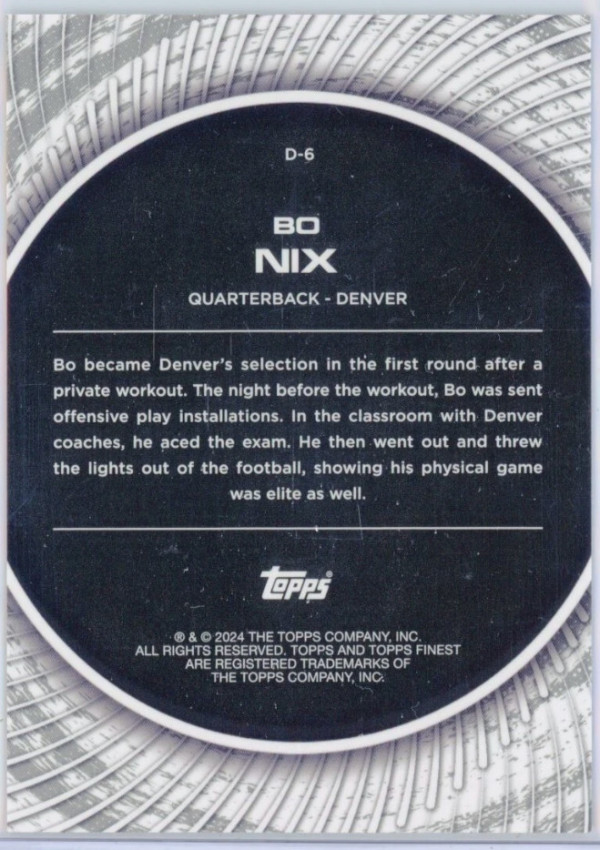 D-6
BO
NIX
QUARTERBACK - DENVER
Bo became Denver's selection in the first round after a
private workout. The night before the workout, Bo was sent
offensive play installations. In the classroom with Denver
coaches, he aced the exam. He then went out and threw
the lights out of the football, showing his physical game
was elite as well.
Topps®
® & © 2024 THE TOPPS COMPANY, INC.
ALL RIGHTS RESERVED. TOPPS AND TOPPS FINEST
ARE REGISTERED TRADEMARKS OF
THE TOPPS COMPANY, INC.